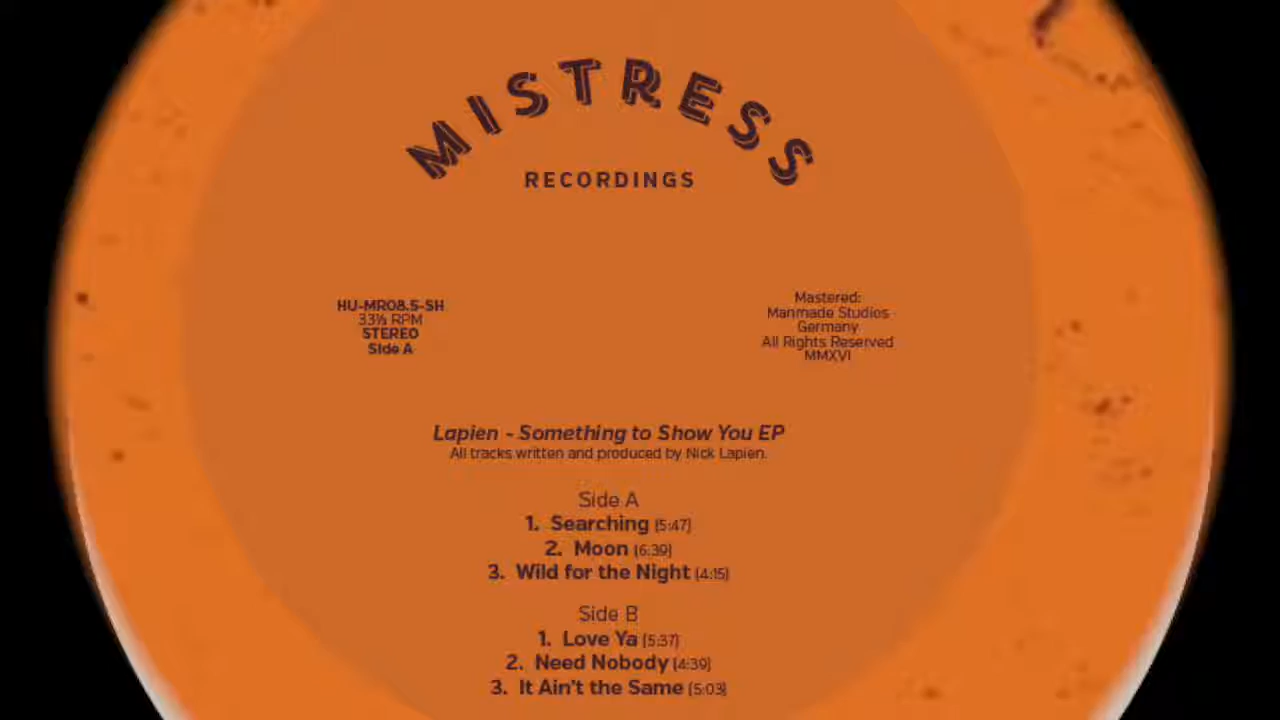 MISTRESS
RECORDINGS
HU-MR08.5-SH
33⅓ RPM
STEREO
Side A
Mastered:
Manmade Studios
Germany
All Rights Reserved
MMXVI
Lapien - Something to Show You EP
All tracks written and produced by Nick Lapien.
Side A
1. Searching (5:47)
2. Moon (6:39)
3. Wild for the Night (4:15)
Side B
1. Love Ya (5:37)
2. Need Nobody (4:39)
3. It Ain't the Same (5:03)